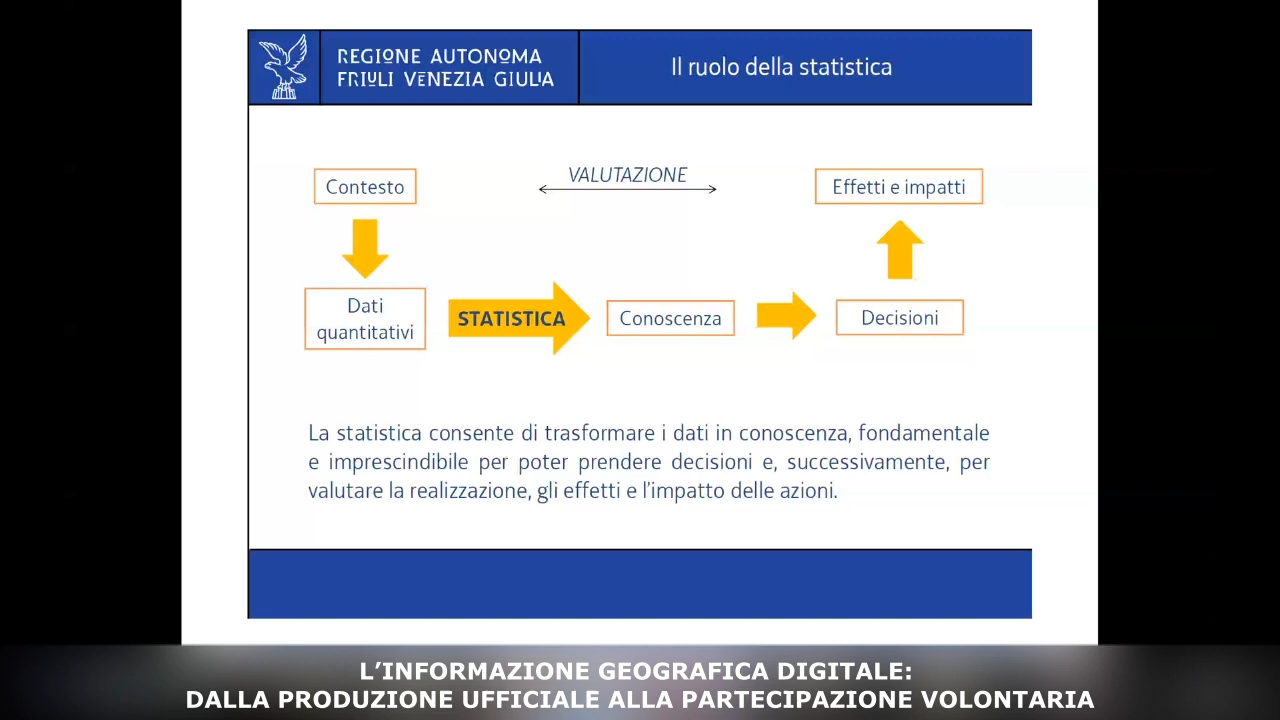 REGIONE AUTONOMA
FRIULI VENEZIA GIULIA
Il ruolo della statistica
Contesto
VALUTAZIONE
Effetti e impatti
Dati
quantitativi
STATISTICA
Conoscenza
Decisioni
La statistica consente di trasformare i dati in conoscenza, fondamentale
e imprescindibile per poter prendere decisioni e, successivamente, per
valutare la realizzazione, gli effetti e l'impatto delle azioni.
L’INFORMAZIONE GEOGRAFICA DIGITALE:
DALLA PRODUZIONE UFFICIALE ALLA PARTECIPAZIONE VOLONTARIA